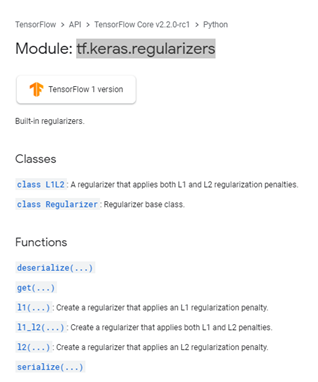 TensorFlow > API > TensorFlow Core v2.2.0-rc1 > Python
Module: tf.keras.regularizers
TensorFlow 1 version
Built-in regularizers.
Classes
class L1L2: A regularizer that applies both L1 and L2 regularization penalties.
class Regularizer: Regularizer base class.
Functions
deserialize(...)
get(...)
l1(...): Create a regularizer that applies an L1 regularization penalty.
l1_l2(...): Create a regularizer that applies both L1 and L2 penalties.
l2(...): Create a regularizer that applies an L2 regularization penalty.
serialize(...)